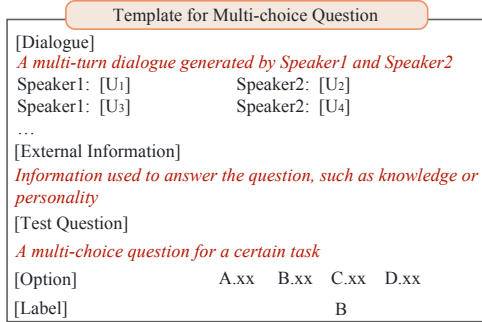 Template for Multi-choice Question
[Dialogue]
A multi-turn dialogue generated by Speaker1 and Speaker2
Speaker1: [U1] Speaker2: [U2]
Speaker1: [U3] Speaker2: [U4]
…
[External Information]
Information used to answer the question, such as knowledge or
personality
[Test Question]
A multi-choice question for a certain task
[Option] A.xx B.xx C.xx D.xx
[Label] B